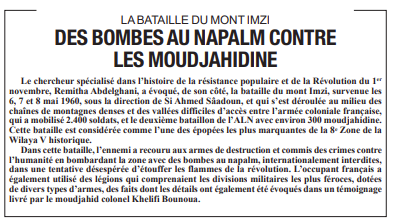 LA BATAILLE DU MONT IMZI
DES BOMBES AU NAPALM CONTRE
LES MOUDJAHIDINE
Le chercheur spécialisé dans l'histoire de la résistance populaire et de la Révolution du 1er
novembre, Remitha Abdelghani, a évoqué, de son côté, la bataille du mont Imzi, survenue les
6, 7 et 8 mai 1960, sous la direction de Si Ahmed Sâadoun, et qui s'est déroulée au milieu des
chaînes de montagnes denses et des vallées difficiles d'accès entre l'armée coloniale française,
qui a mobilisé 2.400 soldats, et le deuxième bataillon de l'ALN avec environ 300 moudjahidine.
Cette bataille est considérée comme l'une des épopées les plus marquantes de la 8e Zone de la
Wilaya V historique.
Dans cette bataille, l'ennemi a recouru aux armes de destruction et commis des crimes contre
l'humanité en bombardant la zone avec des bombes au napalm, internationalement interdites,
dans une tentative désespérée d'étouffer les flammes de la révolution. L'occupant français a
également utilisé des légions qui comprenaient les divisions militaires les plus féroces, dotées
de divers types d'armes, des faits dont les détails ont également été évoqués dans un témoignage
livré par le moudjahid colonel Khelifi Bounoua.